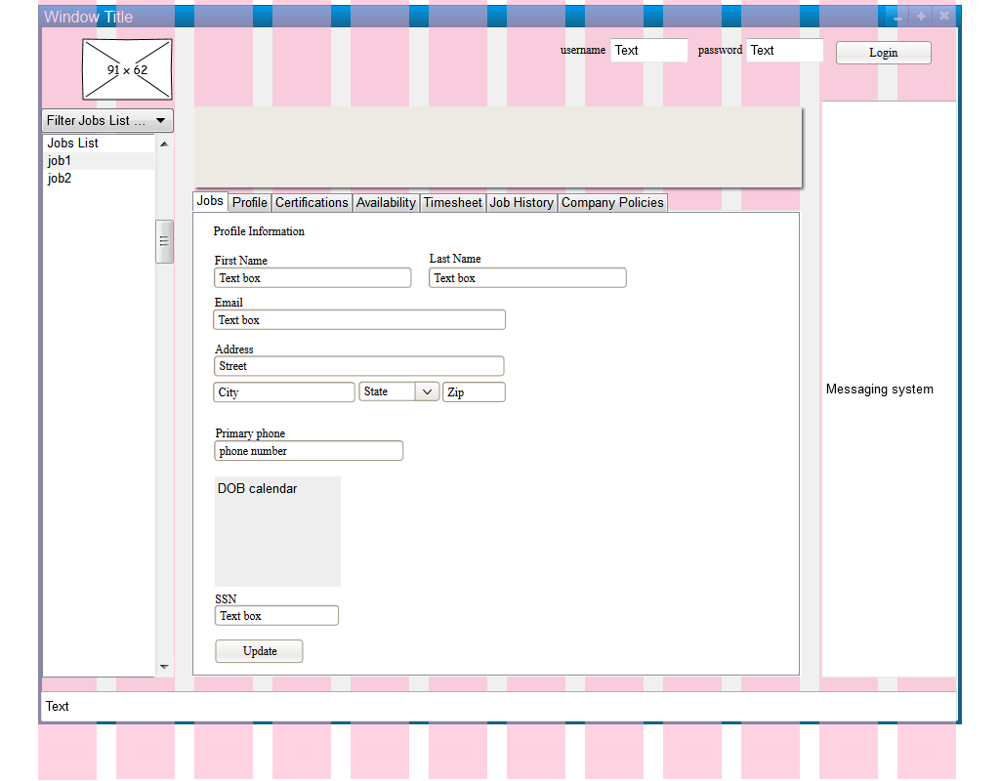 Window Title
91 x 62
username Text password Text Login
Filter Jobs List ...
Jobs List
job1
job2
Jobs Profile Certifications Availability Timesheet Job History Company Policies
Profile Information
First Name Last Name
Text box Text box
Email
Text box
Address
Street
City State Zip
Messaging system
Primary phone
phone number
DOB calendar
SSN
Text box
Update
Text